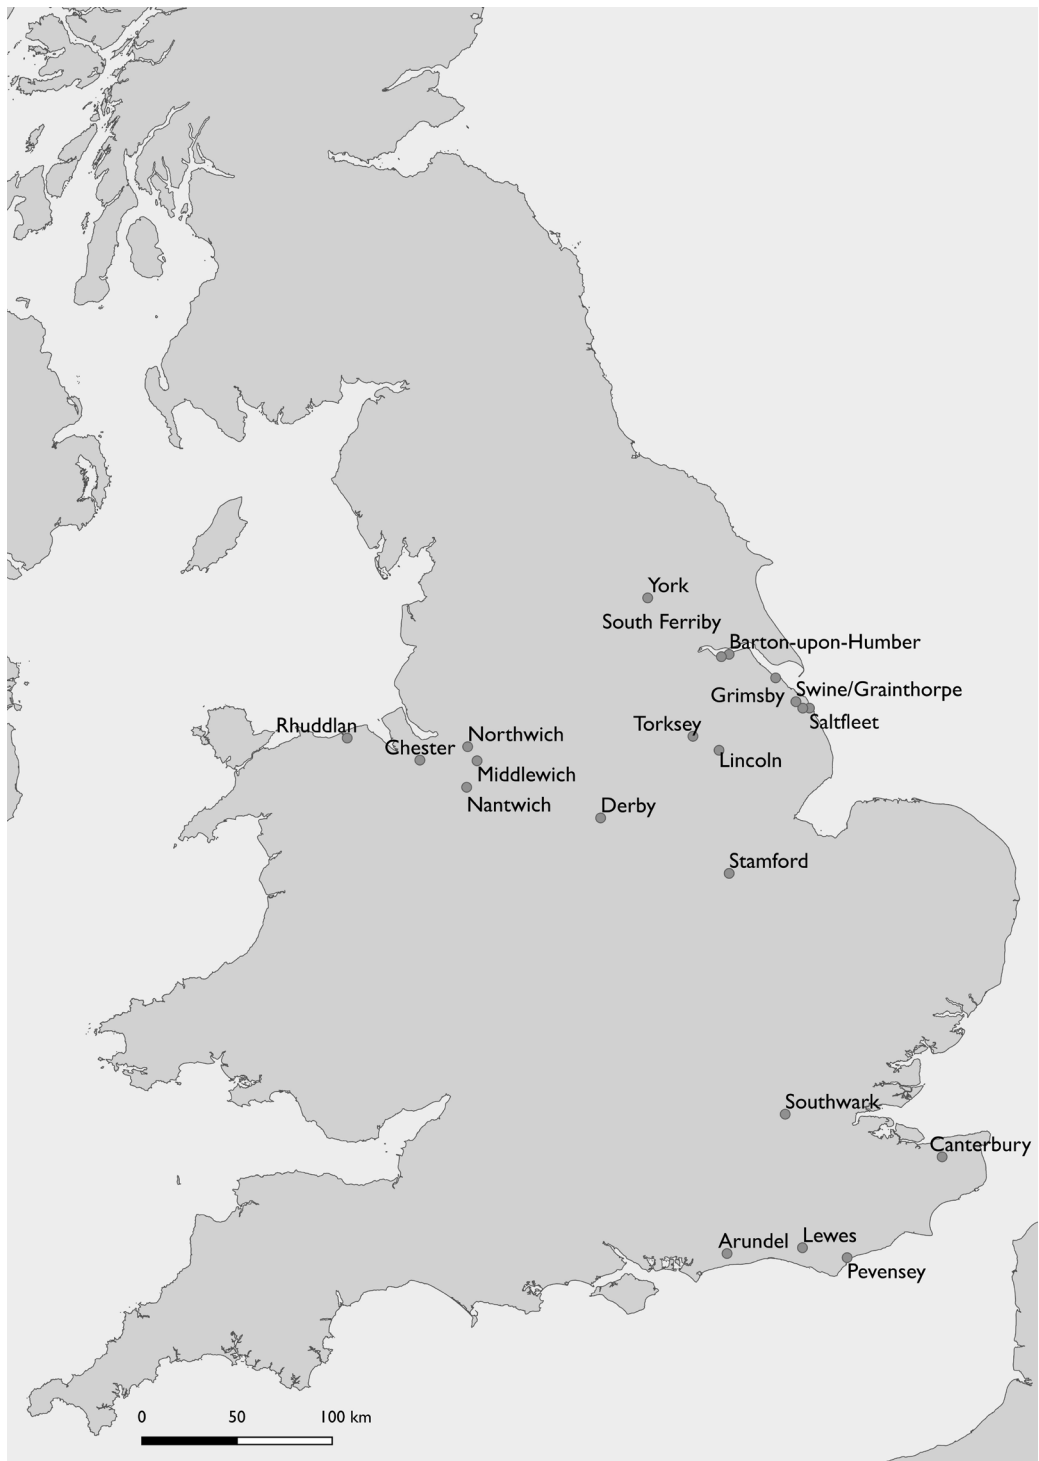 York
South Ferriby
Barton-upon-Humber
Grimsby
Swine/Grainthorpe
Saltfleet
Rhuddlan
Chester
Northwich
Torksey
Lincoln
Middlewich
Nantwich
Derby
Stamford
Southwark
Canterbury
Arundel
Lewes
Pevensey
0 50 100 km